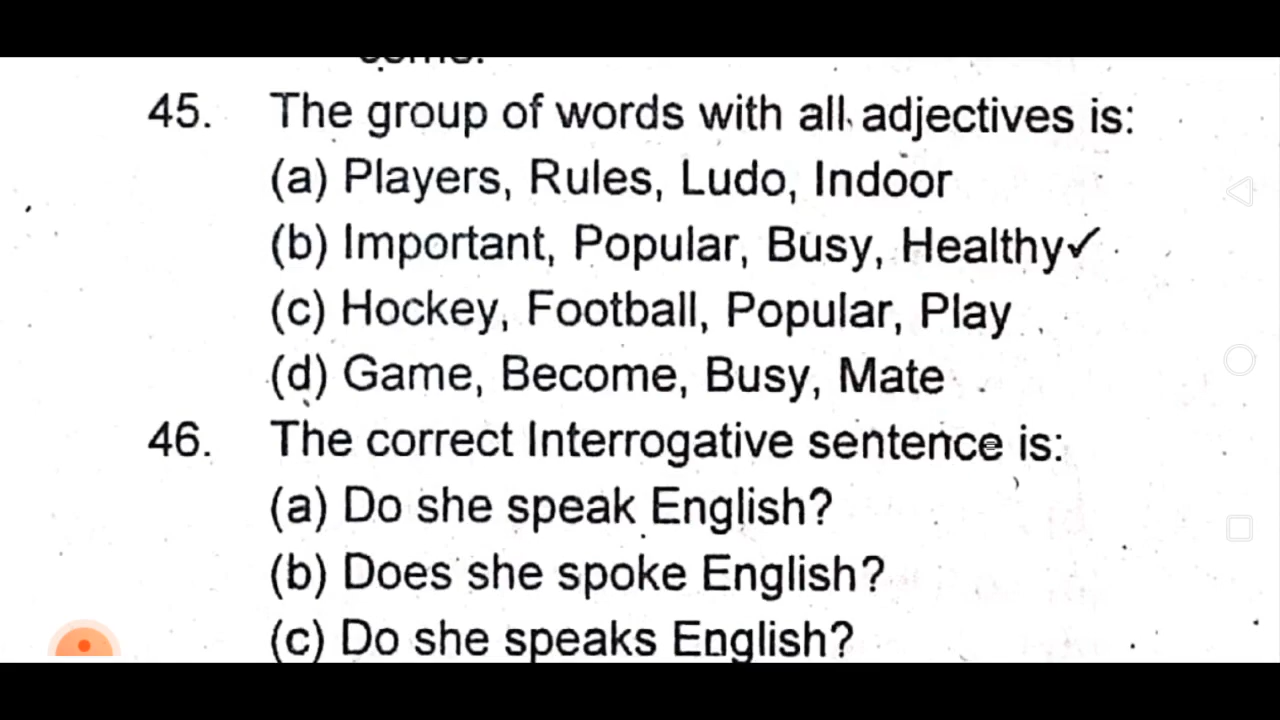 45. The group of words with all adjectives is:
(a) Players, Rules, Ludo, Indoor
(b) Important, Popular, Busy, Healthy✓
(c) Hockey, Football, Popular, Play
(d) Game, Become, Busy, Mate
46. The correct Interrogative sentence is:
(a) Do she speak English?
(b) Does she spoke English?
(c) Do she speaks English?